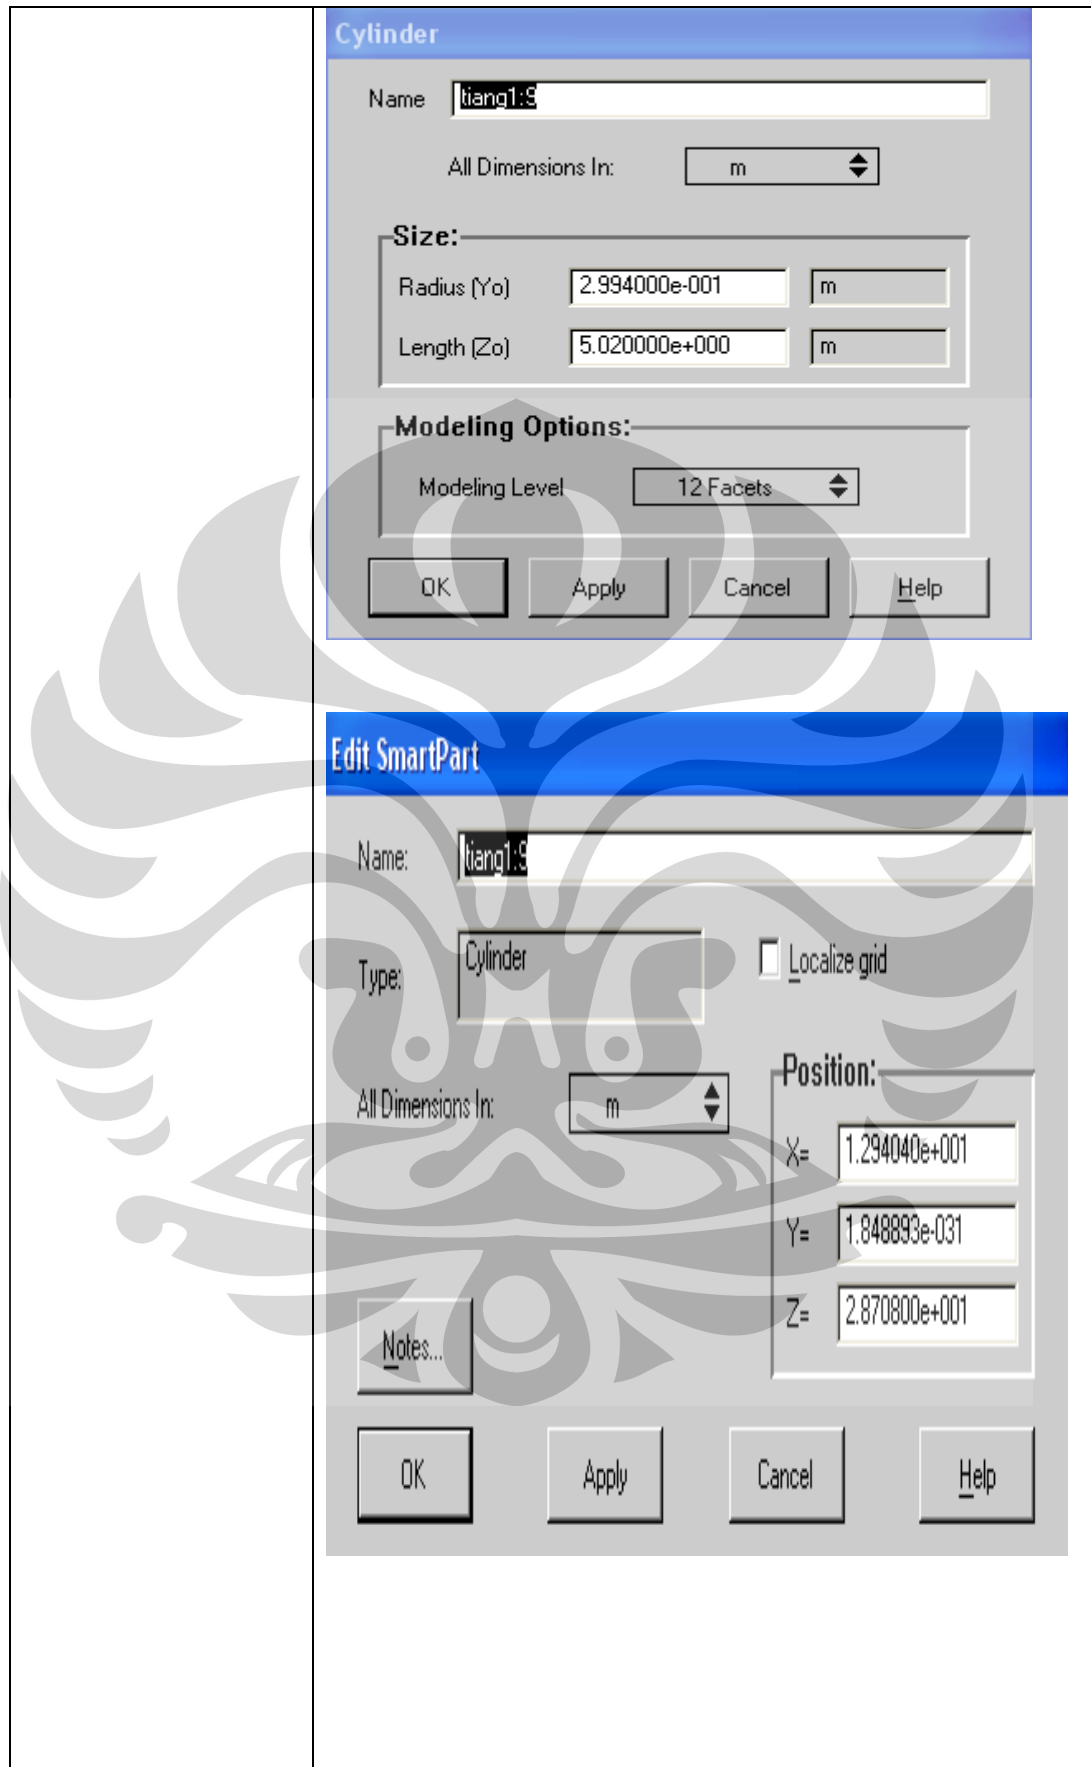 Cylinder
Name tiang1:9
All Dimensions In: m
Size:
Radius (Yo) 2.994000e-001 m
Length (Zo) 5.020000e+000 m
Modeling Options:
Modeling Level 12 Facets
OK Apply Cancel Help
Edit SmartPart
Name: tiang1:9
Type: Cylinder Localize grid
All Dimensions In: m
Position:
X= 1.294040e+001
Y= 1.848893e-031
Z= 2.870800e+001
Notes...
OK Apply Cancel Help